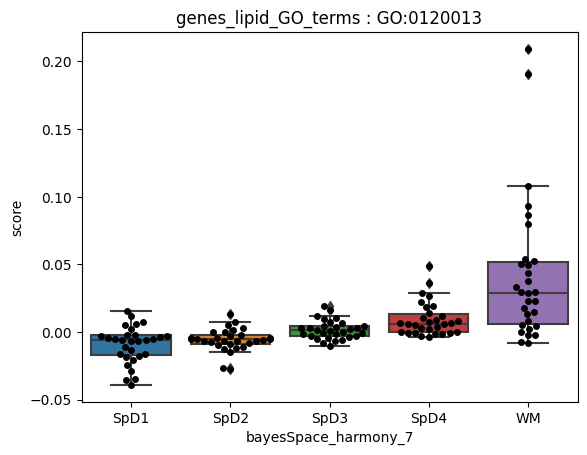 genes_lipid_GO_terms : GO:0120013
score
0.20
0.15
0.10
0.05
0.00
−0.05
SpD1 SpD2 SpD3 SpD4 WM
bayesSpace_harmony_7